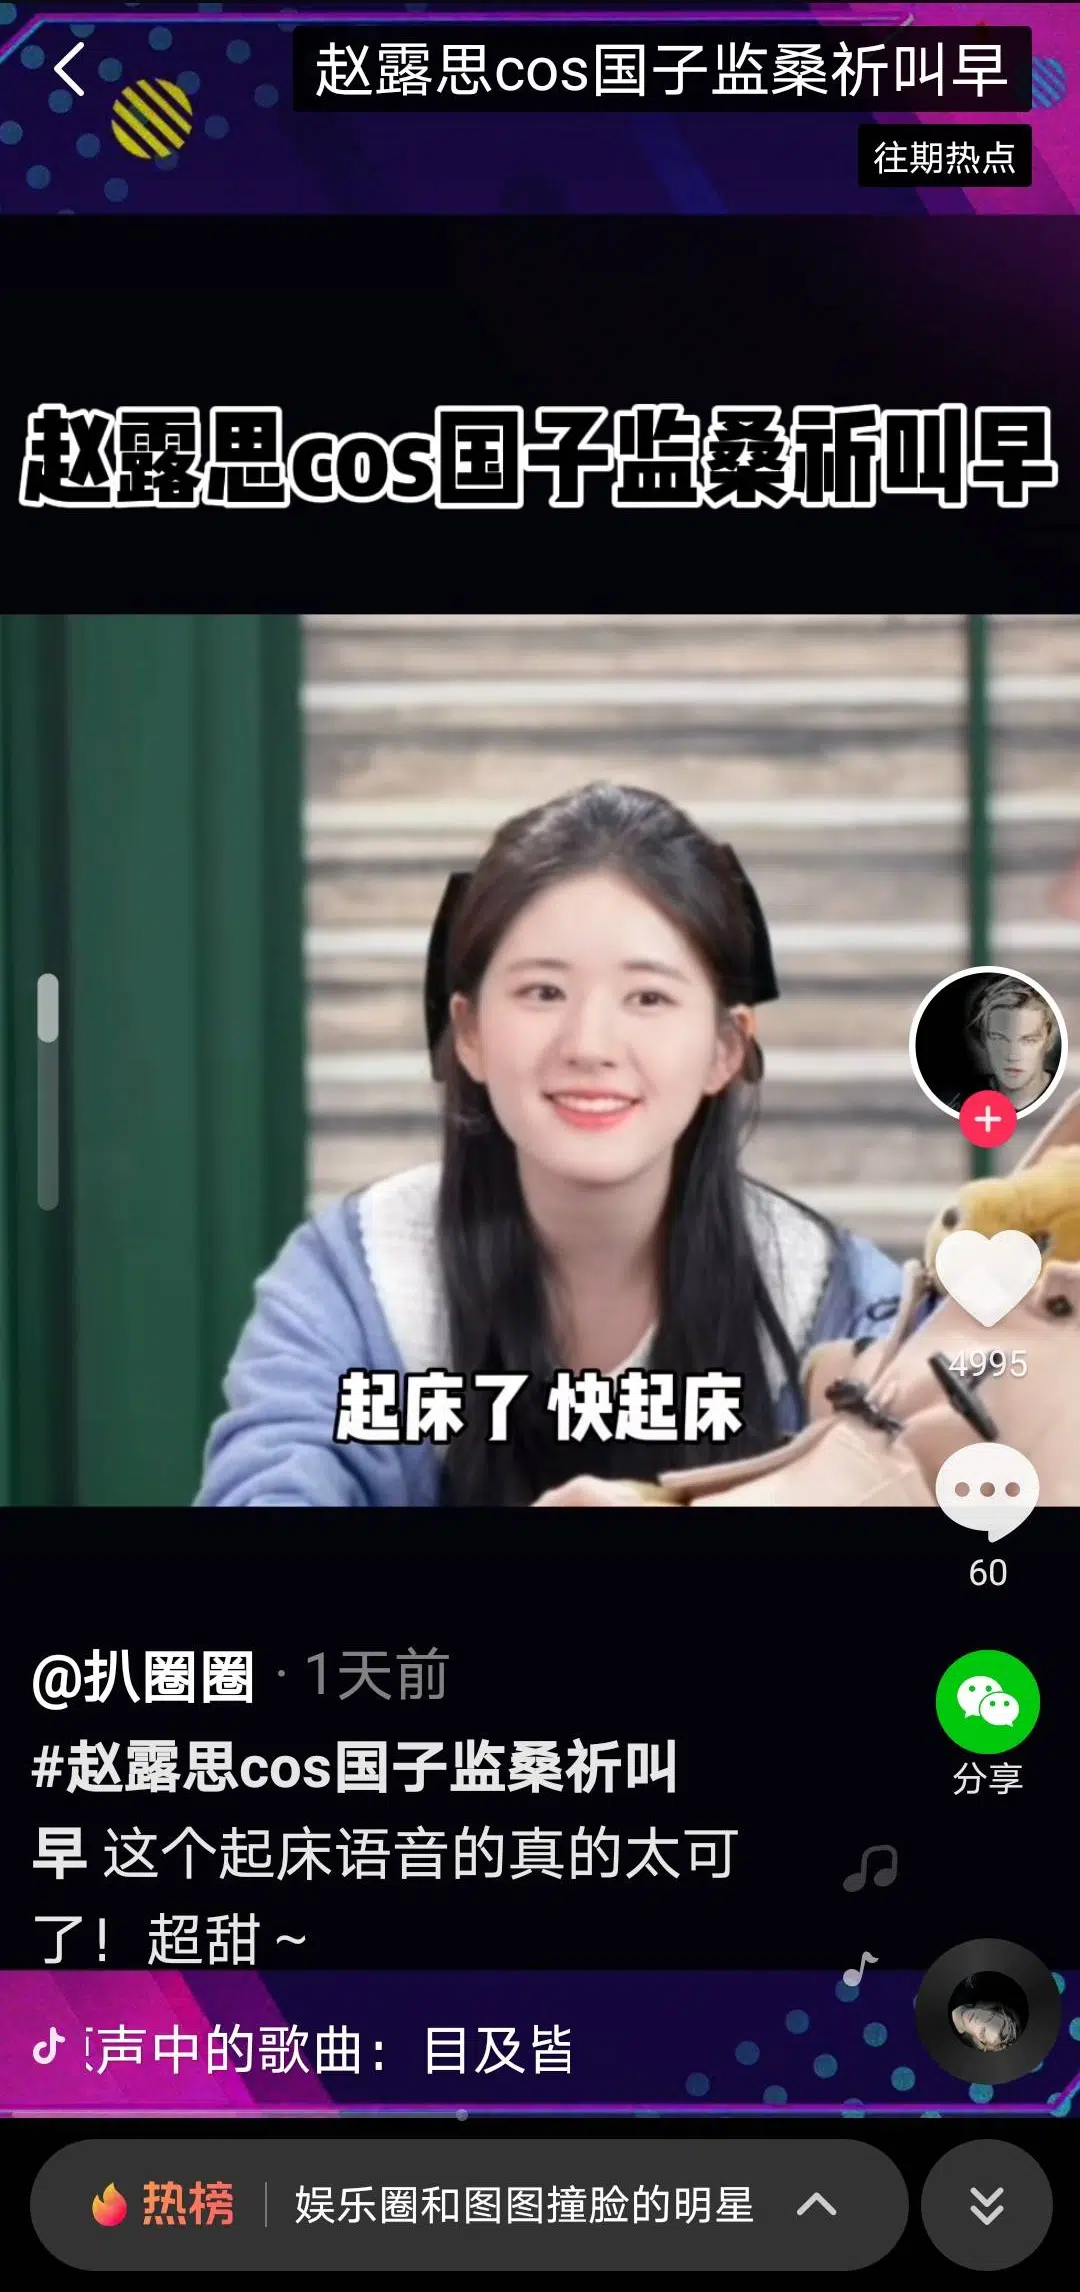 赵露思cos国子监桑祈叫早
往期热点
赵露思cos国子监桑祈叫早
起床了 快起床
4995
60
@扒圈圈 · 1天前
#赵露思cos国子监桑祈叫
早 这个起床语音的真的太可
了！超甜～
分享
声中的歌曲：目及皆
热榜 娱乐圈和图图撞脸的明星